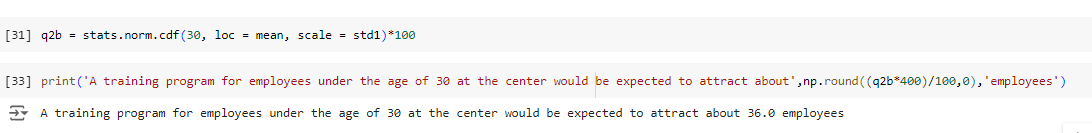 [31] q2b = stats.norm.cdf(30, loc = mean, scale = std1)*100
[33] print('A training program for employees under the age of 30 at the center would be expected to attract about',np.round((q2b*400)/100,0),'employees')
A training program for employees under the age of 30 at the center would be expected to attract about 36.0 employees